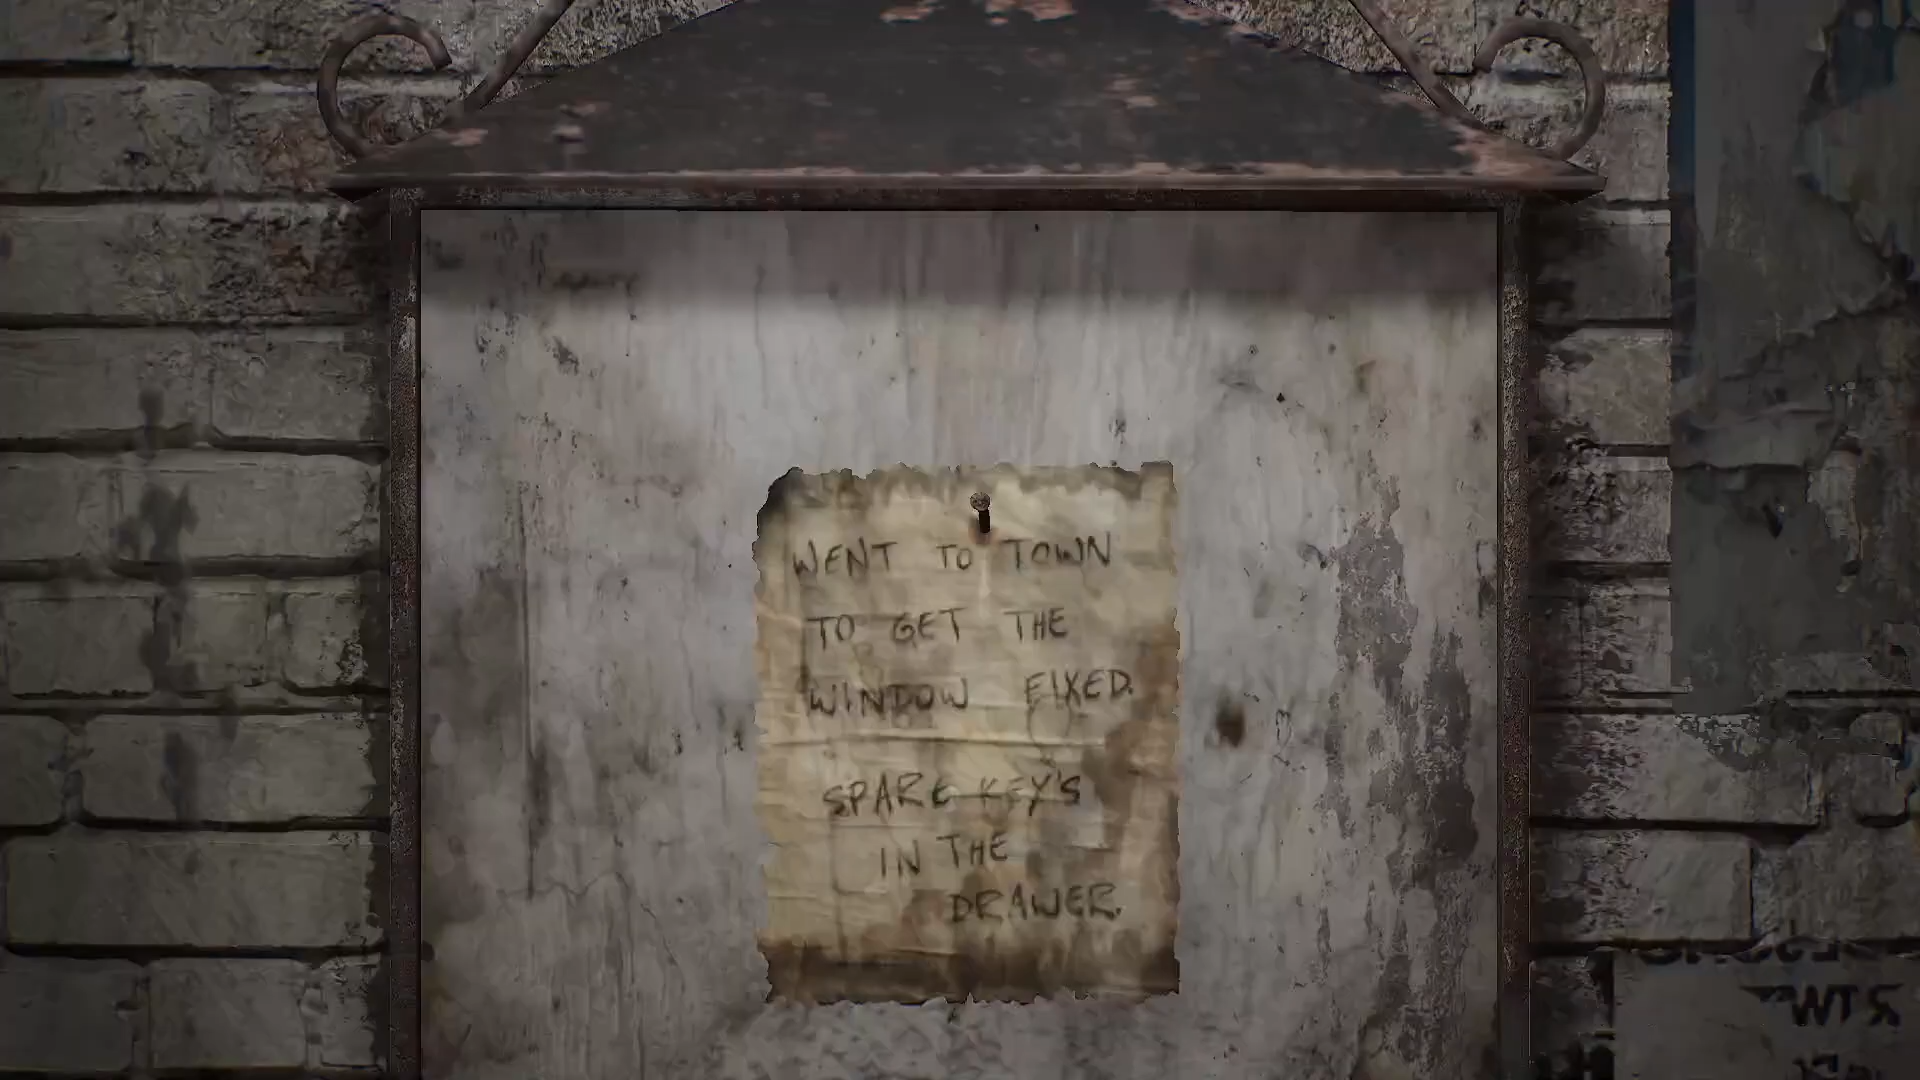 WENT TO TOWN
TO GET THE
WINDOW FIXED.
SPARE KEY'S
IN THE
DRAWER.